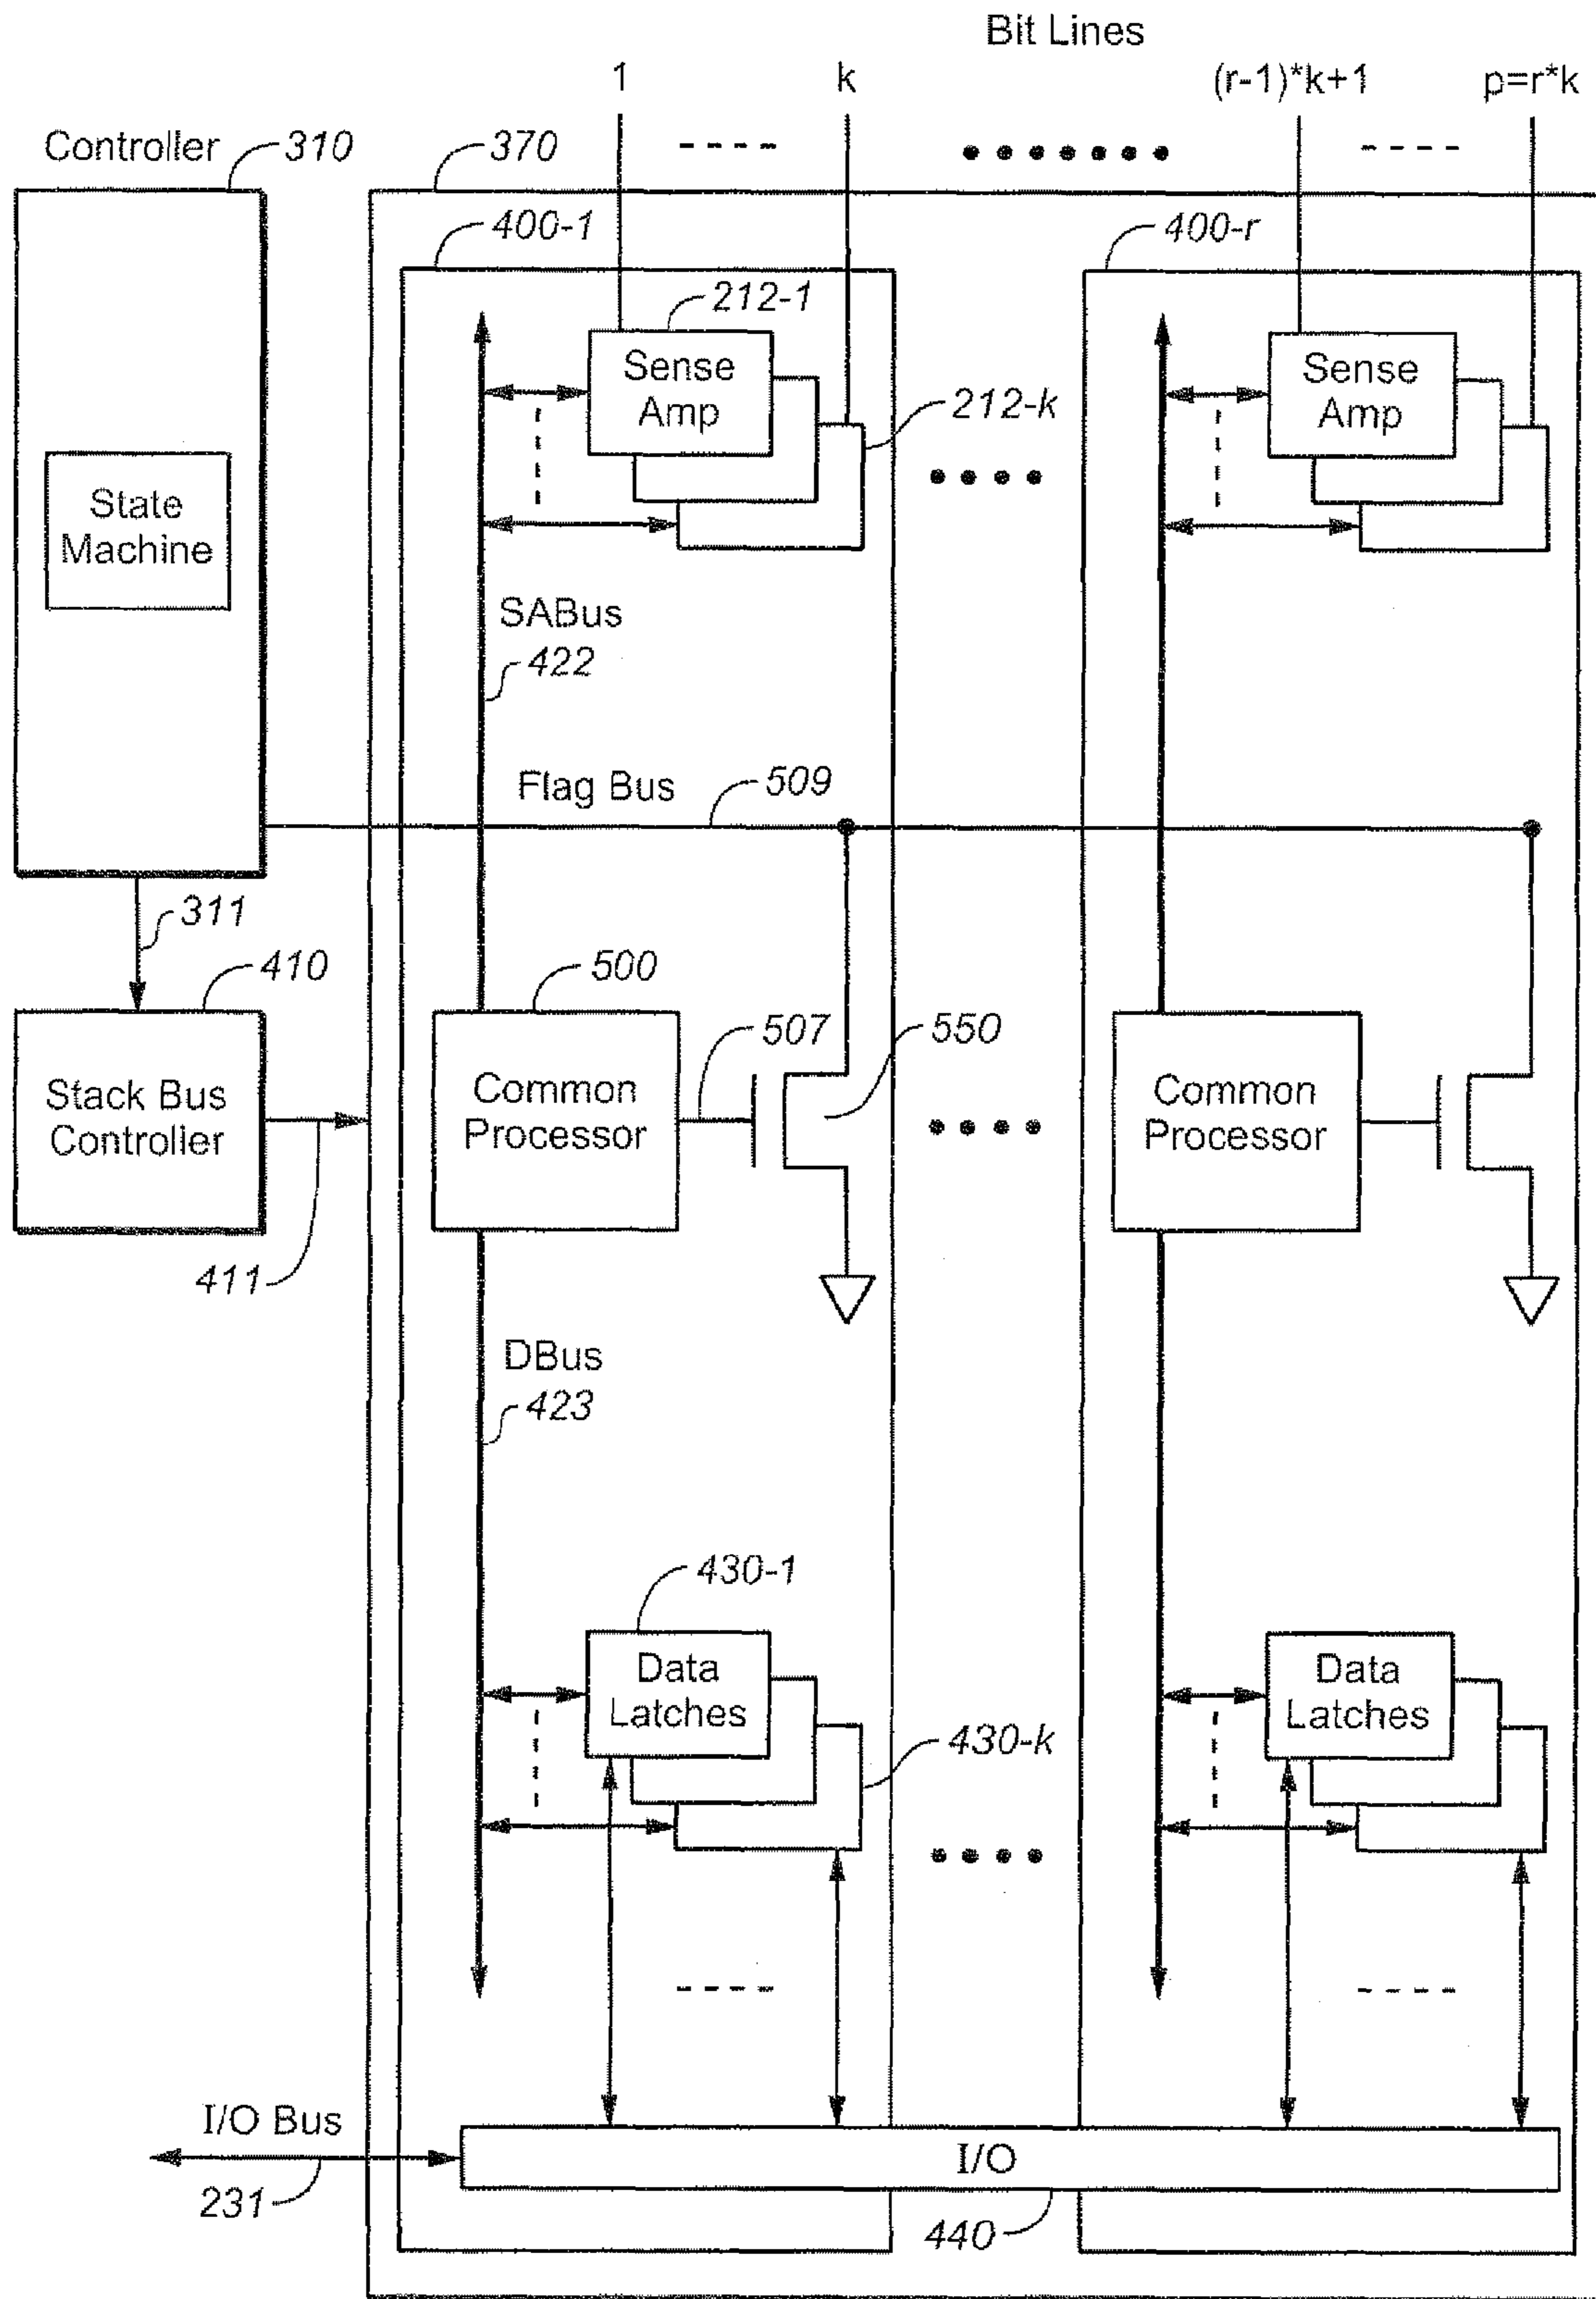 Bit Lines
1
k
(r-1)*k+1
p=r*k
Controller
310
370
400-1
400-r
212-1
Sense
Amp
Sense
Amp
212-k
State
Machine
SABus
422
Flag Bus
509
311
410
500
507
550
Stack Bus
Controller
Common
Processor
Common
Processor
411
DBus
423
430-1
Data
Latches
Data
Latches
430-k
I/O Bus
I/O
231
440